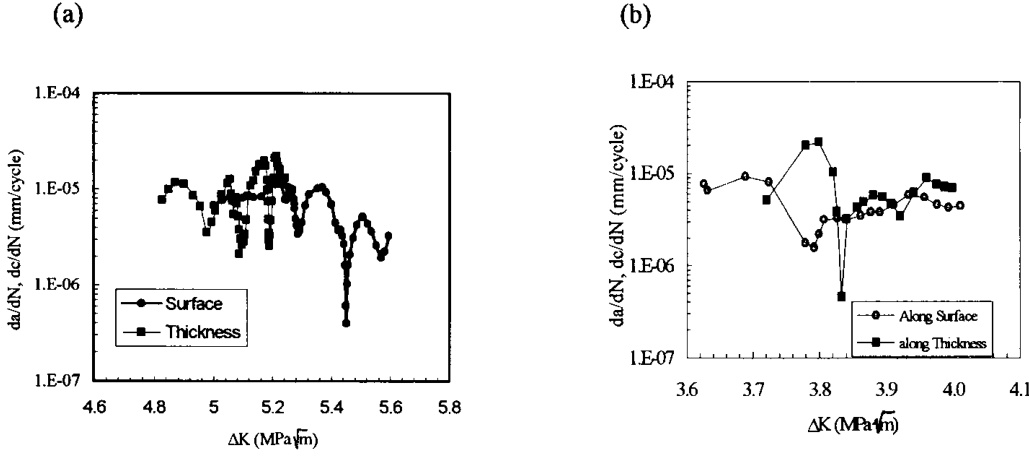 (a)
1.E-04
1.E-05
1.E-06
1.E-07
da/dN, dc/dN (mm/cycle)
Surface
Thickness
4.6 4.8 5 5.2 5.4 5.6 5.8
ΔK (MPa√m)
(b)
1.E-04
1.E-05
1.E-06
1.E-07
da/dN, dc/dN (mm/cycle)
Along Surface
along Thickness
3.6 3.7 3.8 3.9 4.0 4.1
ΔK (MPa√m)